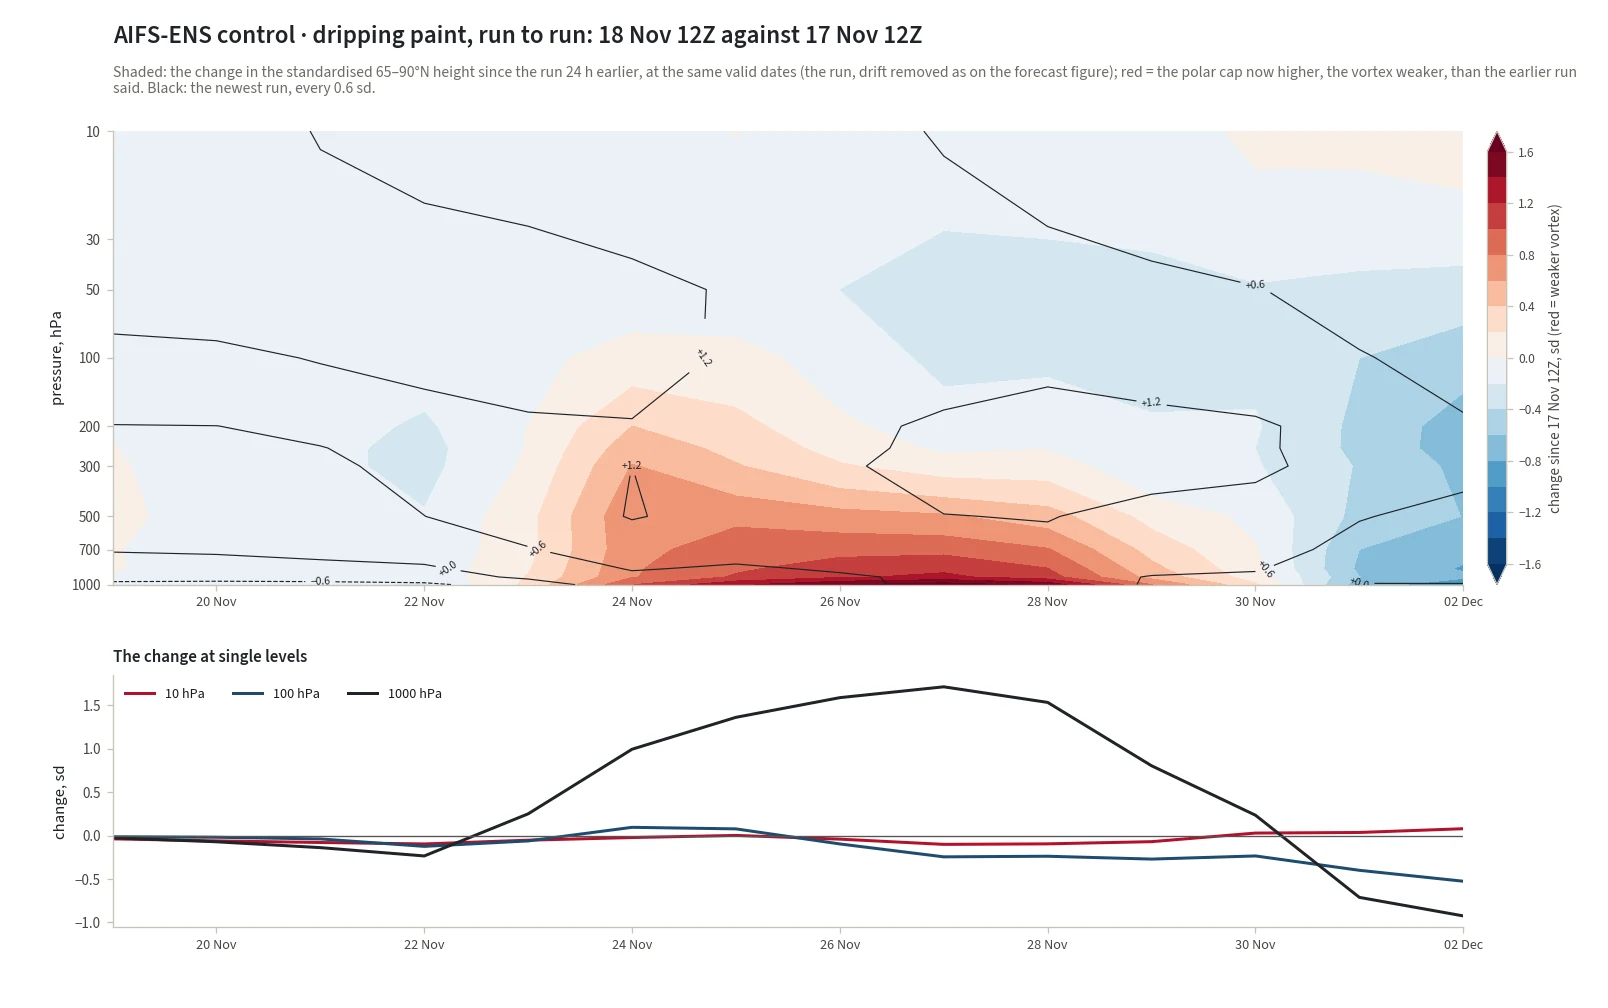 AIFS-ENS control · dripping paint, run to run: 18 Nov 12Z against 17 Nov 12Z
Shaded: the change in the standardised 65–90°N height since the run 24 h earlier, at the same valid dates (the run, drift removed as on the forecast figure); red = the polar cap now higher, the vortex weaker, than the earlier run
said. Black: the newest run, every 0.6 sd.
10
30
50
100
200
300
500
700
1000
pressure, hPa
+1.2
+1.2
+1.2
+0.6
+0.6
+0.6
+0.0
+0.0
−0.6
20 Nov
22 Nov
24 Nov
26 Nov
28 Nov
30 Nov
02 Dec
1.6
1.2
0.8
0.4
0.0
−0.4
−0.8
−1.2
−1.6
change since 17 Nov 12Z, sd (red = weaker vortex)
The change at single levels
10 hPa
100 hPa
1000 hPa
1.5
1.0
0.5
0.0
−0.5
−1.0
change, sd
20 Nov
22 Nov
24 Nov
26 Nov
28 Nov
30 Nov
02 Dec